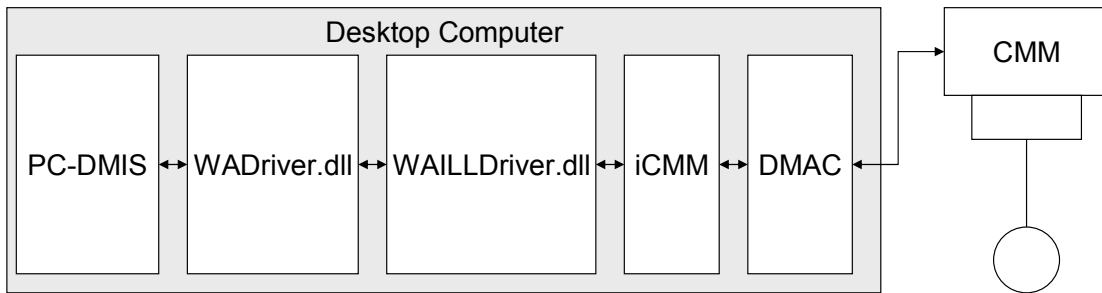 Desktop Computer
CMM
PC-DMIS
WADriver.dll
WAILLDriver.dll
iCMM
DMAC